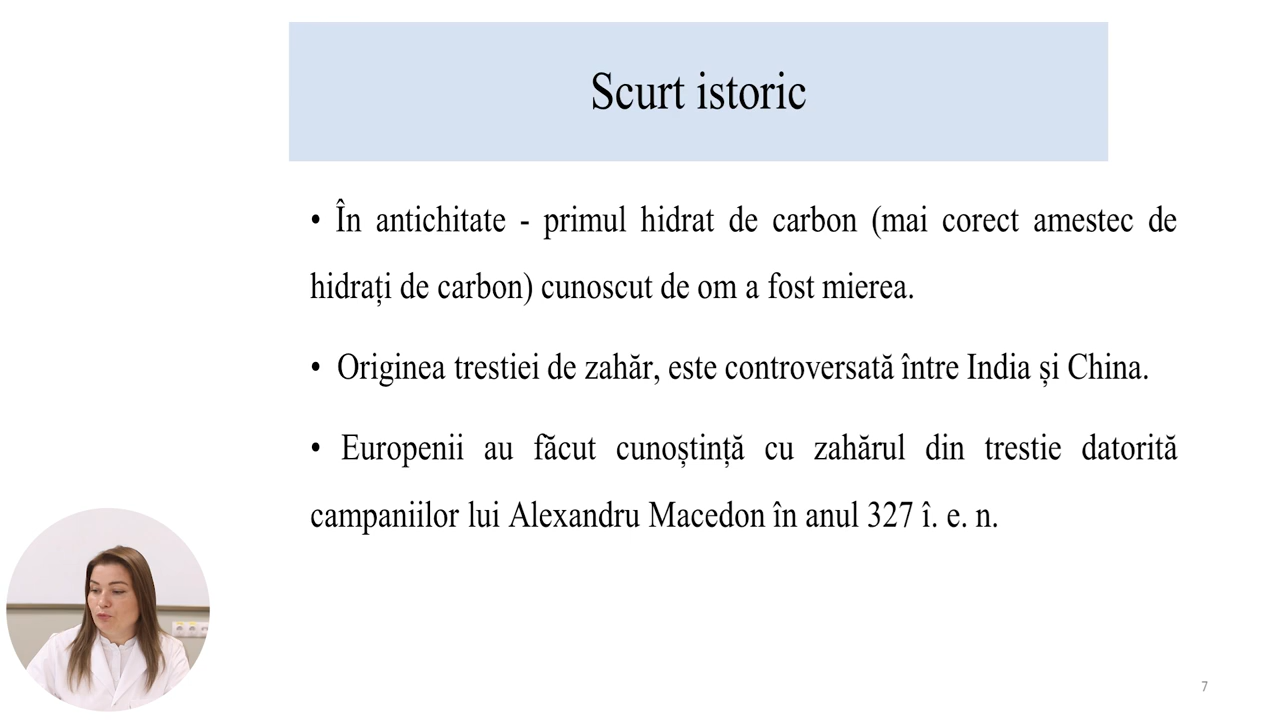 Scurt istoric
• În antichitate - primul hidrat de carbon (mai corect amestec de
hidrați de carbon) cunoscut de om a fost mierea.
• Originea trestiei de zahăr, este controversată între India și China.
• Europenii au făcut cunoștință cu zahărul din trestie datorită
campaniilor lui Alexandru Macedon în anul 327 î. e. n.
7